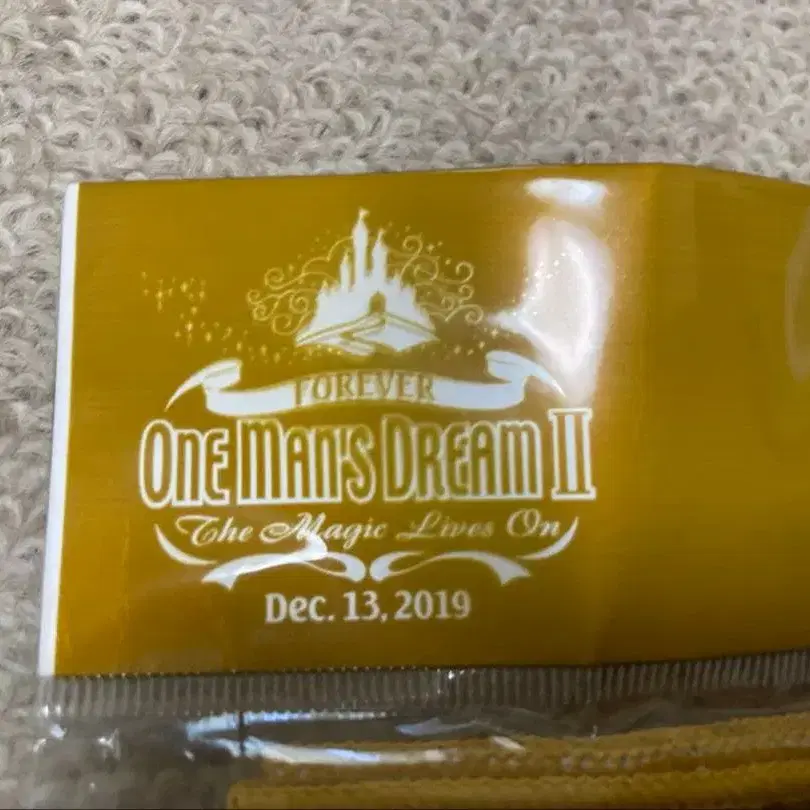 FOREVER
ONE MAN'S DREAM II
The Magic Lives On
Dec. 13, 2019